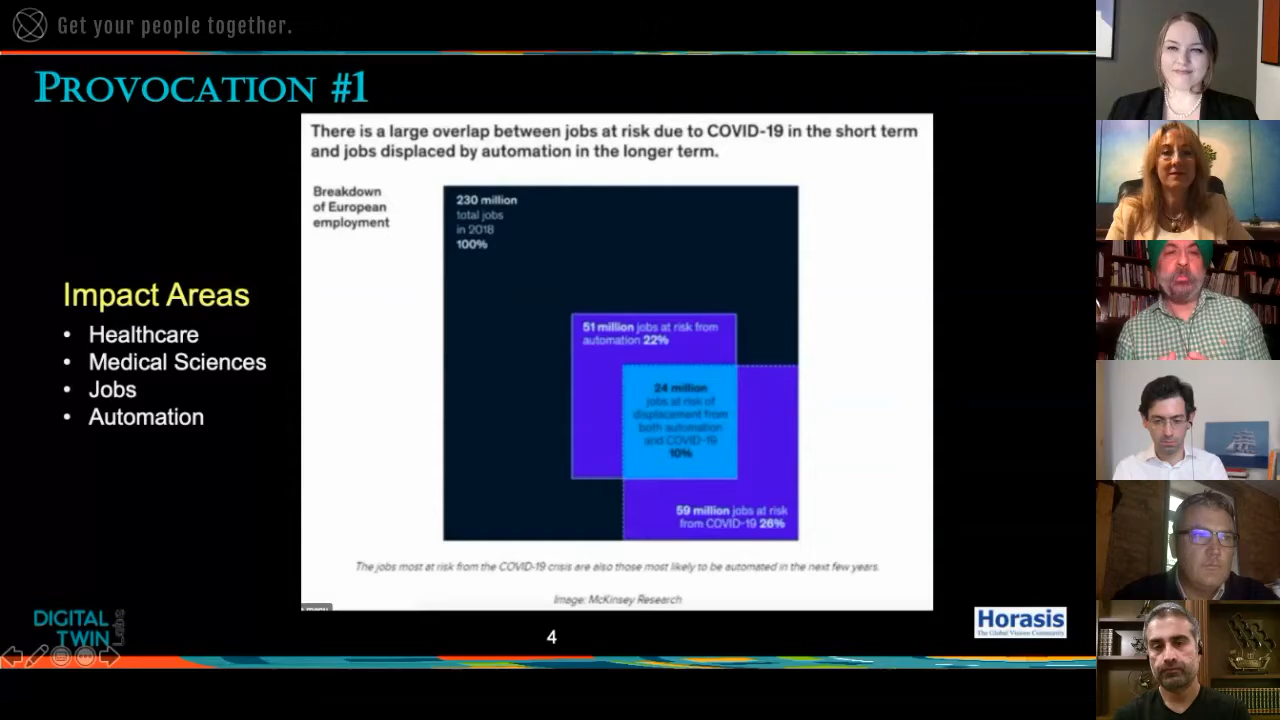 Get your people together.
PROVOCATION #1
There is a large overlap between jobs at risk due to COVID-19 in the short term
and jobs displaced by automation in the longer term.
Breakdown
of European
employment
230 million
total jobs
in 2018
100%
51 million jobs at risk from
automation 22%
24 million
jobs at risk of
displacement from
both automation
and COVID-19
10%
59 million jobs at risk
from COVID-19 26%
Impact Areas
• Healthcare
• Medical Sciences
• Jobs
• Automation
The jobs most at risk from the COVID-19 crisis are also those most likely to be automated in the next few years.
Image: McKinsey Research
DIGITAL
TWIN
Labs
4
Horasis
The Global Visions Community